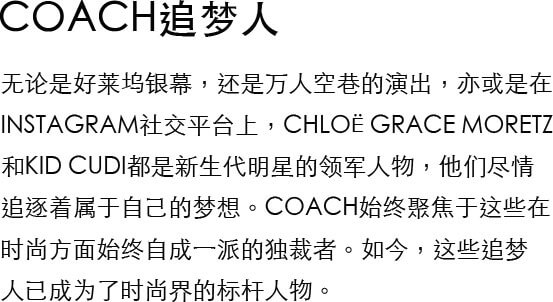 COACH追梦人
无论是好莱坞银幕，还是万人空巷的演出，亦或是在
INSTAGRAM社交平台上，CHLOË GRACE MORETZ
和KID CUDI都是新生代明星的领军人物，他们尽情
追逐着属于自己的梦想。COACH始终聚焦于这些在
时尚方面始终自成一派的独裁者。如今，这些追梦
人已成为了时尚界的标杆人物。